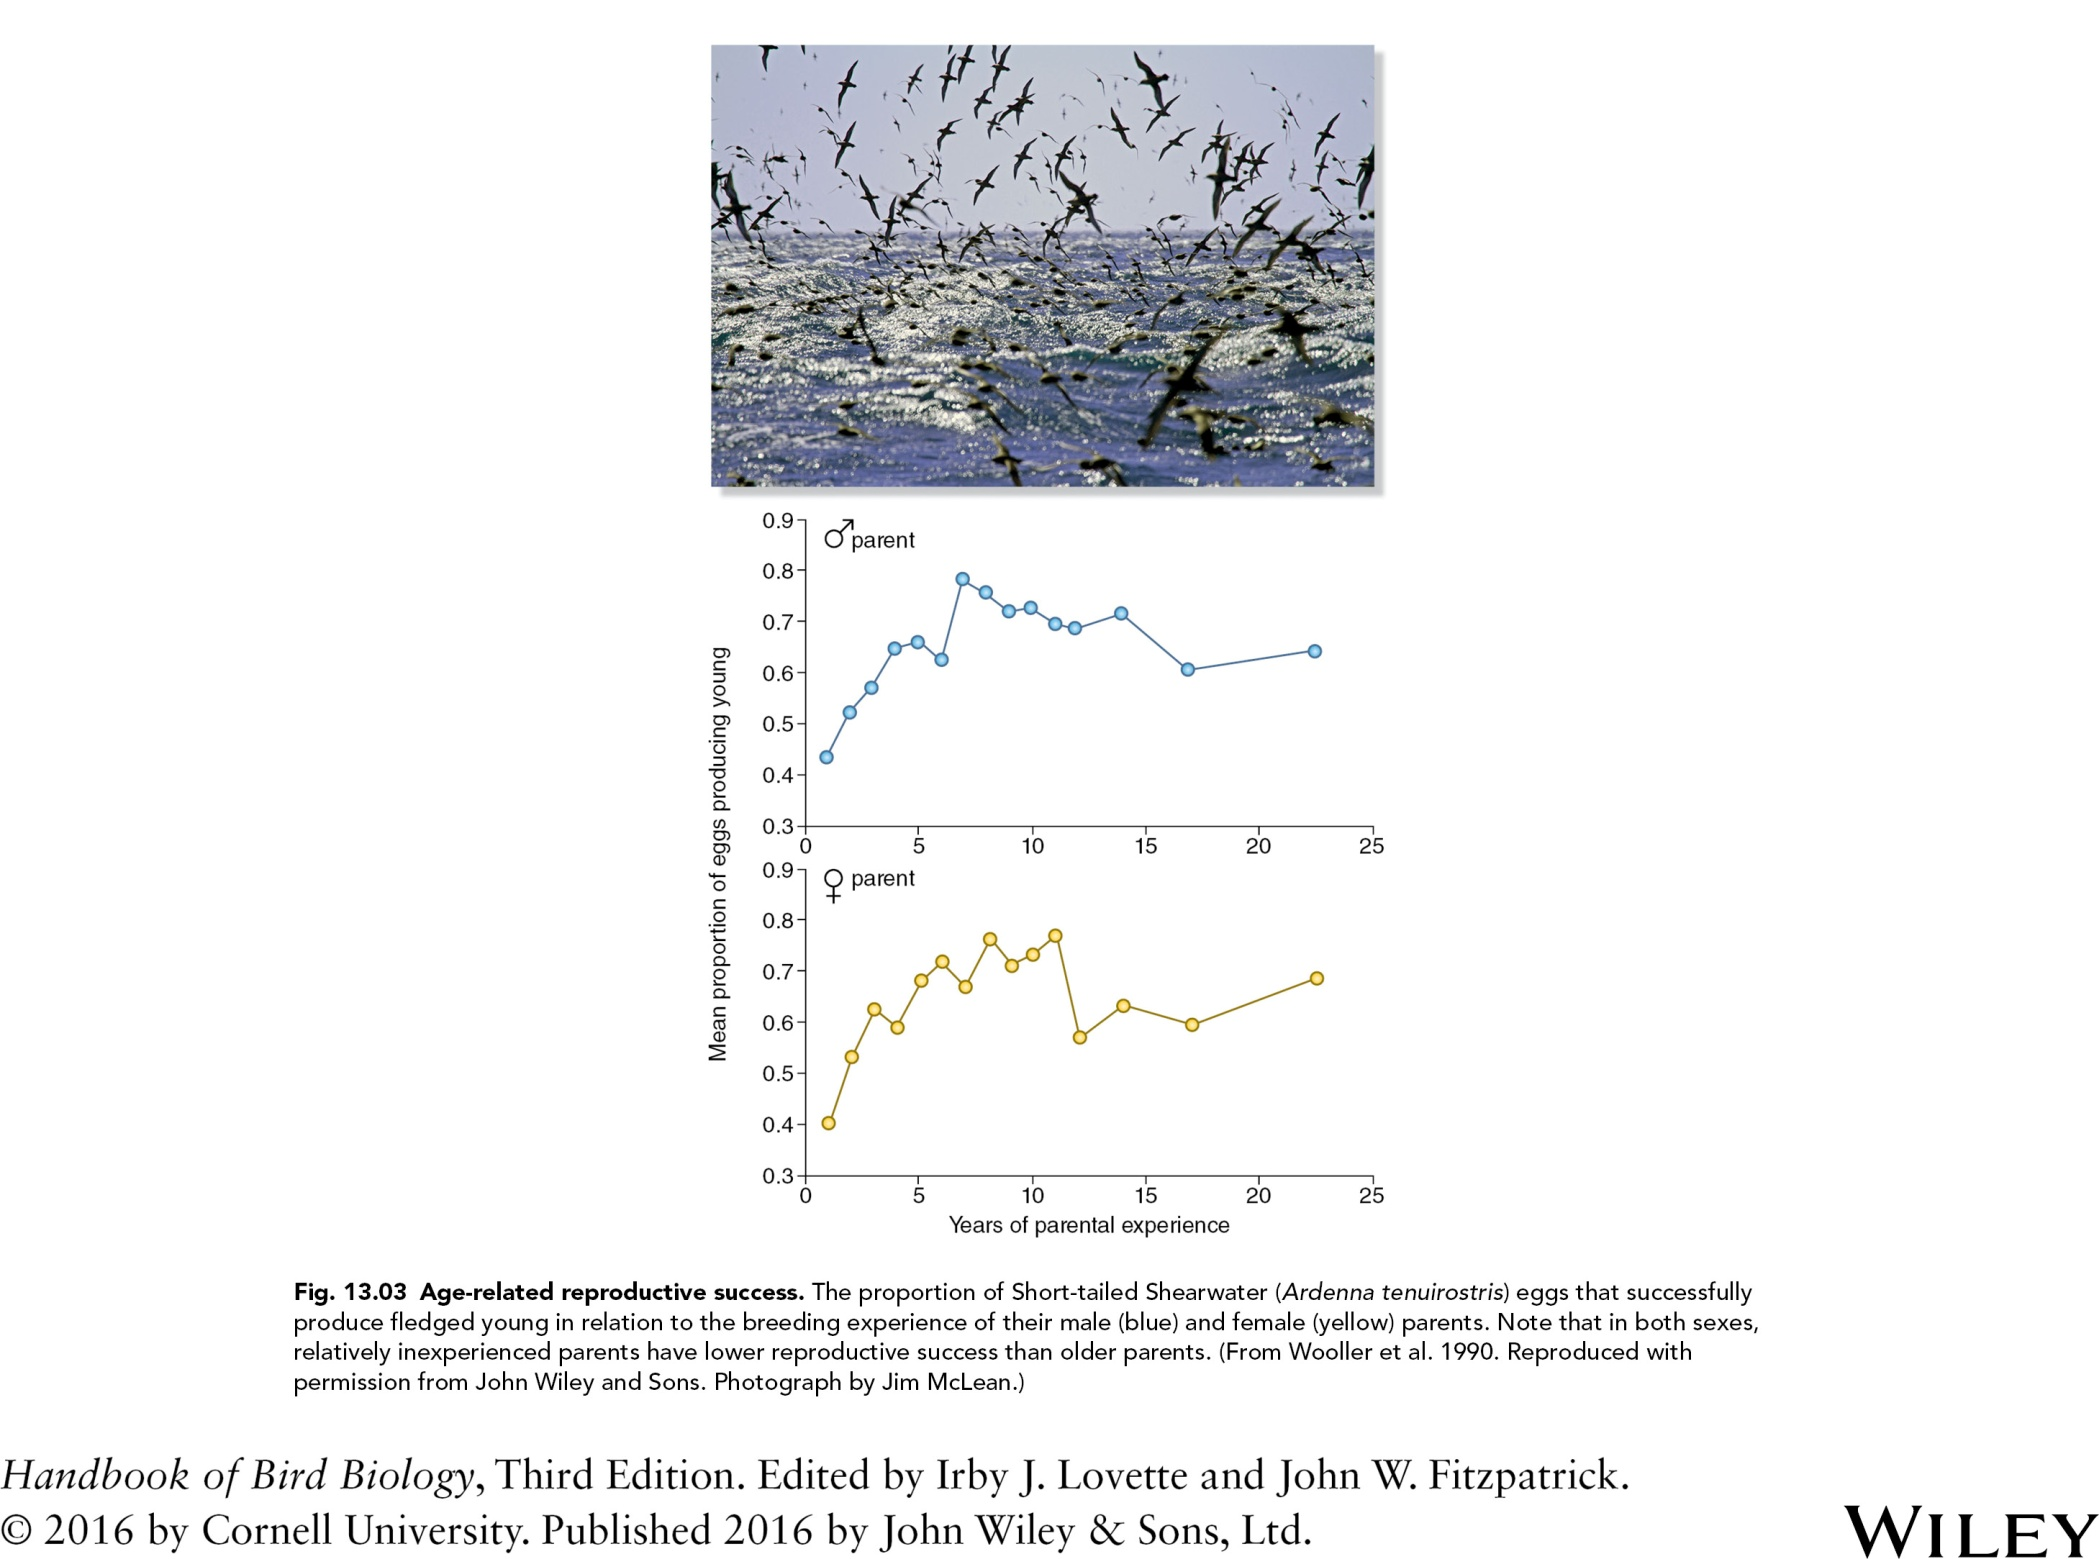 0.9
♂ parent
0.8
0.7
0.6
0.5
0.4
0.3
0 5 10 15 20 25
Mean proportion of eggs producing young
0.9
♀ parent
0.8
0.7
0.6
0.5
0.4
0.3
0 5 10 15 20 25
Years of parental experience
Fig. 13.03 Age-related reproductive success. The proportion of Short-tailed Shearwater (Ardenna tenuirostris) eggs that successfully
produce fledged young in relation to the breeding experience of their male (blue) and female (yellow) parents. Note that in both sexes,
relatively inexperienced parents have lower reproductive success than older parents. (From Wooller et al. 1990. Reproduced with
permission from John Wiley and Sons. Photograph by Jim McLean.)
Handbook of Bird Biology, Third Edition. Edited by Irby J. Lovette and John W. Fitzpatrick.
© 2016 by Cornell University. Published 2016 by John Wiley & Sons, Ltd.
WILEY